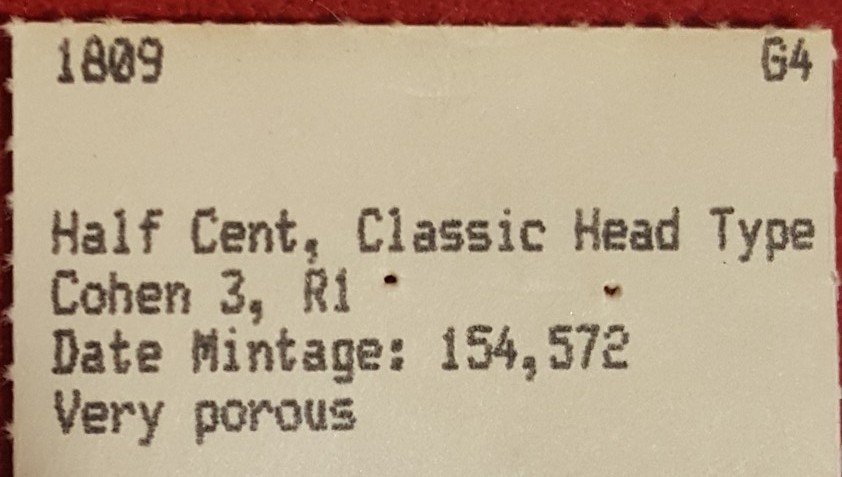 1809 G4
Half Cent, Classic Head Type
Cohen 3, R1
Date Mintage: 154,572
Very porous